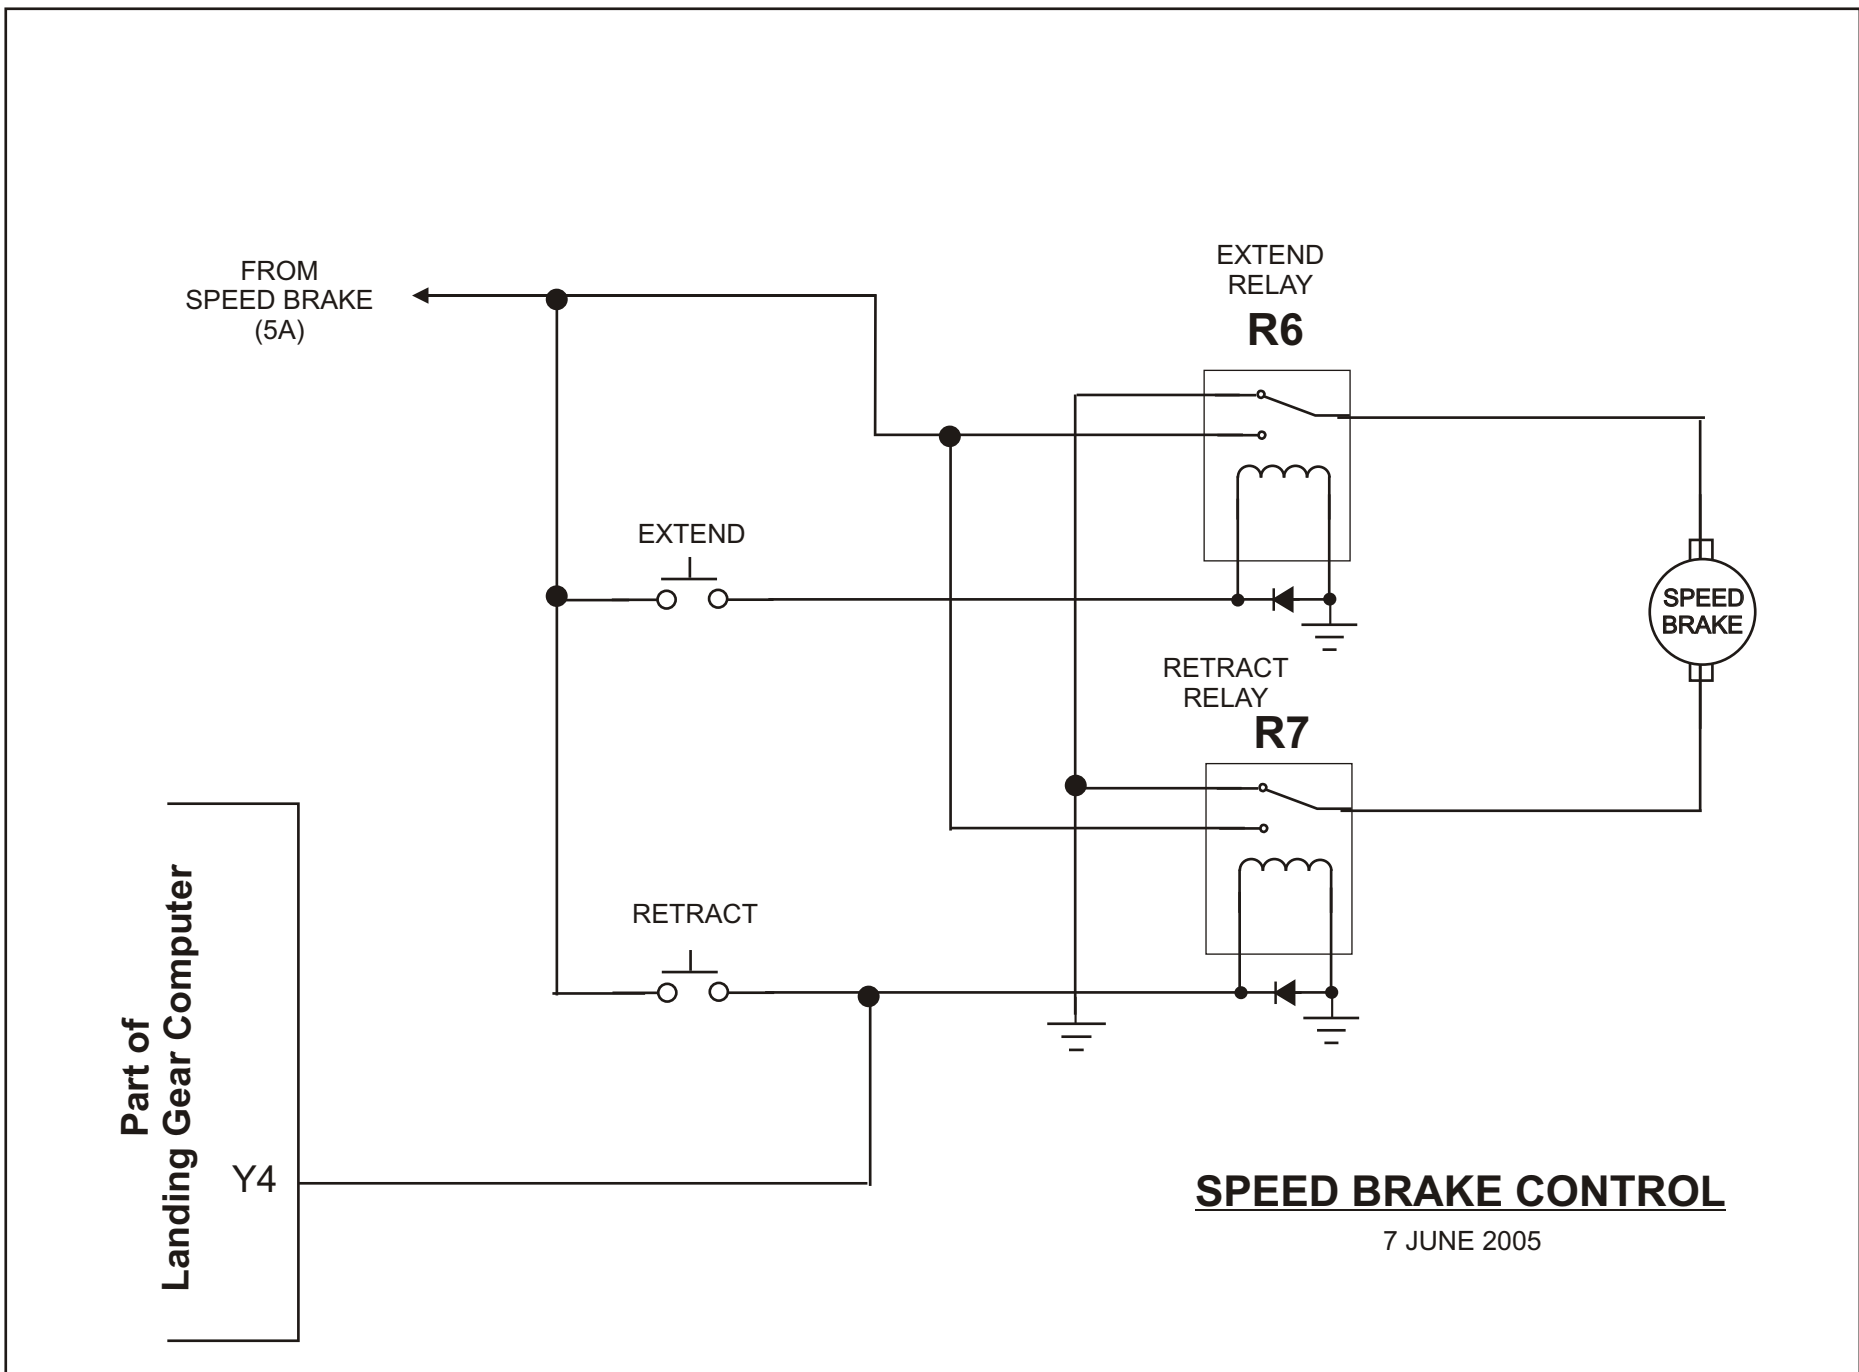 FROM
SPEED BRAKE
(5A)
EXTEND
RELAY
R6
EXTEND
SPEED
BRAKE
RETRACT
RELAY
R7
RETRACT
Part of
Landing Gear Computer
Y4
SPEED BRAKE CONTROL
7 JUNE 2005